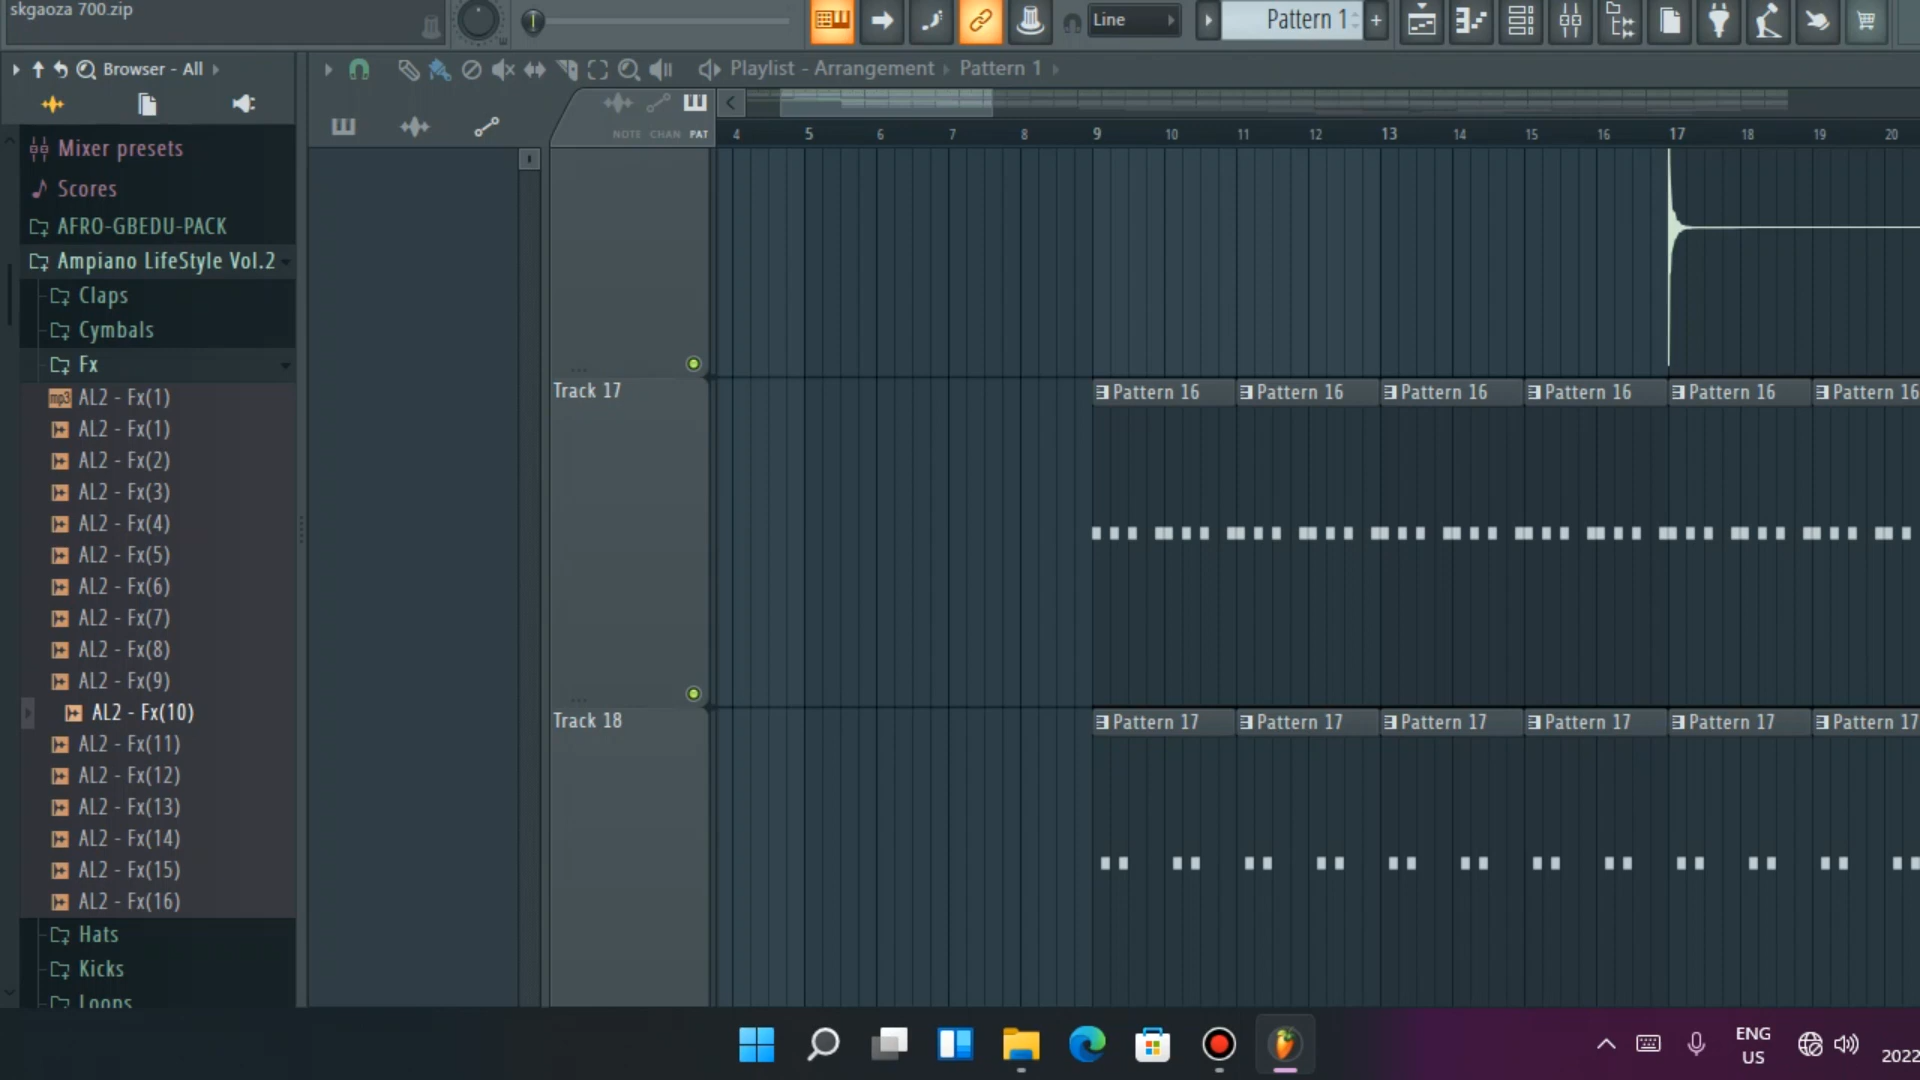 skgaoza 700.zip
Line
Pattern 1
+
Browser - All
Playlist - Arrangement
Pattern 1
NOTE CHAN PAT
4 5 6 7 8 9 10 11 12 13 14 15 16 17 18 19 20
Mixer presets
Scores
AFRO-GBEDU-PACK
Ampiano LifeStyle Vol.2
Claps
Cymbals
Fx
mp3 AL2 - Fx(1)
AL2 - Fx(1)
AL2 - Fx(2)
AL2 - Fx(3)
AL2 - Fx(4)
AL2 - Fx(5)
AL2 - Fx(6)
AL2 - Fx(7)
AL2 - Fx(8)
AL2 - Fx(9)
AL2 - Fx(10)
AL2 - Fx(11)
AL2 - Fx(12)
AL2 - Fx(13)
AL2 - Fx(14)
AL2 - Fx(15)
AL2 - Fx(16)
Hats
Kicks
Loops
Track 17
Pattern 16 Pattern 16 Pattern 16 Pattern 16 Pattern 16 Pattern 16
Track 18
Pattern 17 Pattern 17 Pattern 17 Pattern 17 Pattern 17 Pattern 17
ENG
US
2022